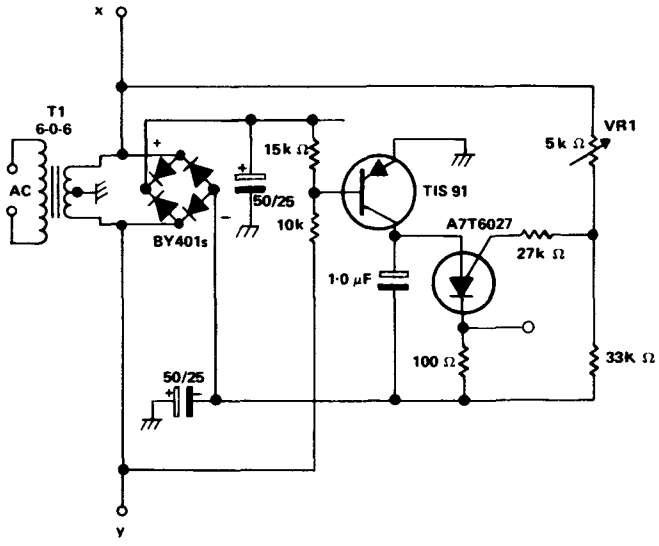 x
T1
6-0-6
AC
+
-
BY401s
+
50/25
15k Ω
10k
TIS 91
VR1
5k Ω
A7T6027
27k Ω
1·0 µF
100 Ω
33K Ω
50/25
+ -
y